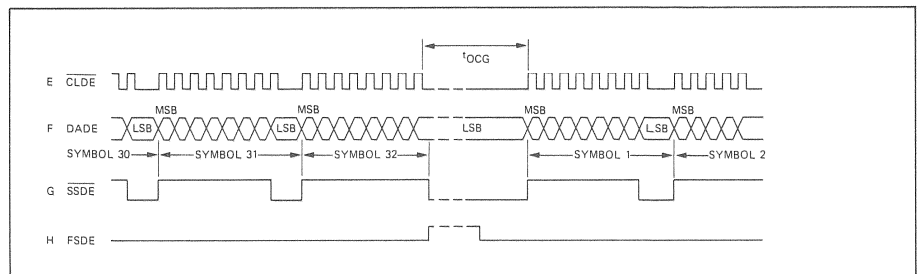 tOCG
E CLDE
MSB MSB MSB MSB
F DADE LSB LSB LSB LSB
SYMBOL 30 SYMBOL 31 SYMBOL 32 SYMBOL 1 SYMBOL 2
G SSDE
H FSDE